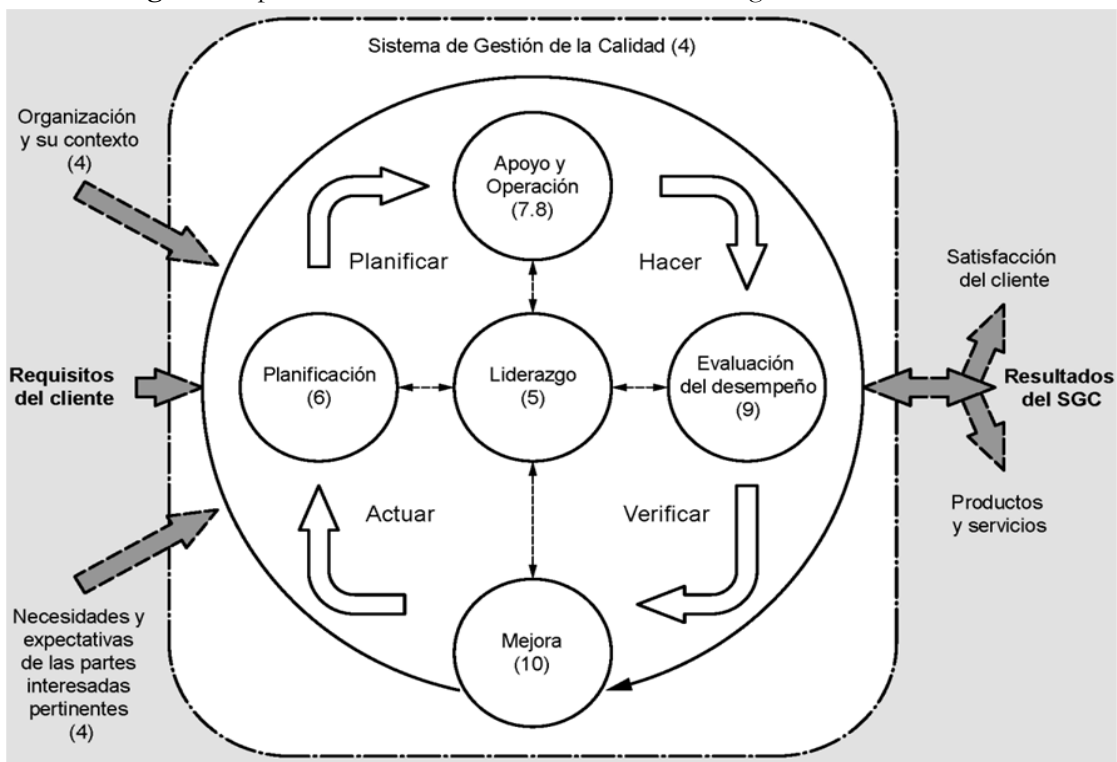 Sistema de Gestión de la Calidad (4)
Organización
y su contexto
(4)
Apoyo y
Operación
(7.8)
Planificar
Hacer
Satisfacción
del cliente
Requisitos
del cliente
Planificación
(6)
Liderazgo
(5)
Evaluación
del desempeño
(9)
Resultados
del SGC
Actuar
Verificar
Productos
y servicios
Necesidades y
expectativas
de las partes
interesadas
pertinentes
(4)
Mejora
(10)